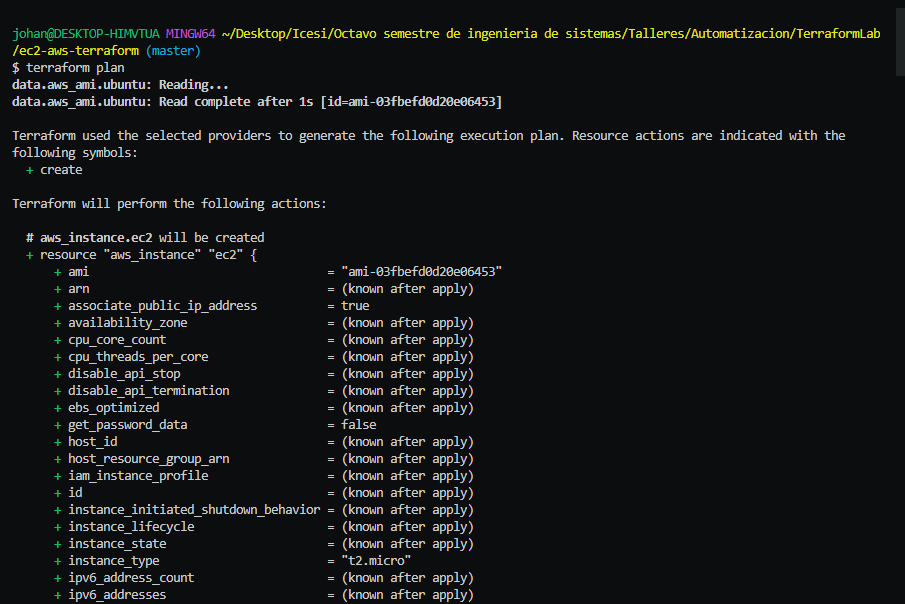 johan@DESKTOP-HIMVTUA MINGW64 ~/Desktop/Icesi/Octavo semestre de ingenieria de sistemas/Talleres/Automatizacion/TerraformLab
/ec2-aws-terraform (master)
$ terraform plan
data.aws_ami.ubuntu: Reading...
data.aws_ami.ubuntu: Read complete after 1s [id=ami-03fbefd0d20e06453]

Terraform used the selected providers to generate the following execution plan. Resource actions are indicated with the
following symbols:
  + create

Terraform will perform the following actions:

  # aws_instance.ec2 will be created
  + resource "aws_instance" "ec2" {
      + ami                                  = "ami-03fbefd0d20e06453"
      + arn                                  = (known after apply)
      + associate_public_ip_address          = true
      + availability_zone                    = (known after apply)
      + cpu_core_count                       = (known after apply)
      + cpu_threads_per_core                 = (known after apply)
      + disable_api_stop                     = (known after apply)
      + disable_api_termination              = (known after apply)
      + ebs_optimized                        = (known after apply)
      + get_password_data                    = false
      + host_id                              = (known after apply)
      + host_resource_group_arn              = (known after apply)
      + iam_instance_profile                 = (known after apply)
      + id                                   = (known after apply)
      + instance_initiated_shutdown_behavior = (known after apply)
      + instance_lifecycle                   = (known after apply)
      + instance_state                       = (known after apply)
      + instance_type                        = "t2.micro"
      + ipv6_address_count                   = (known after apply)
      + ipv6_addresses                       = (known after apply)